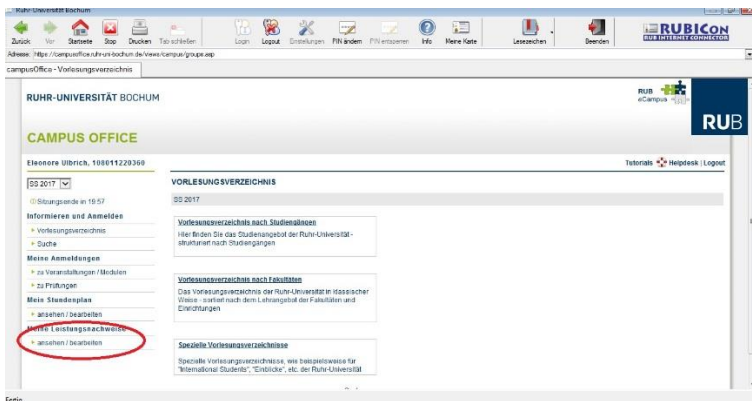 Ruhr-Universität Bochum
Zurück Vor Startseite Stop Drucken Tab schließen Login Logout Einstellungen PIN ändern PIN entsperren Info Meine Karte Lesezeichen Beenden RUBICon
RUB INTERNET CONNECTOR
Adresse: https://campusoffice.ruhr-uni-bochum.de/views/campus/groups.asp
campusOffice - Vorlesungsverzeichnis
RUHR-UNIVERSITÄT BOCHUM
RUB
eCampus
RUB
CAMPUS OFFICE
Eleonore Ulbrich, 108011220360
Tutorials Helpdesk | Logout
SS 2017
VORLESUNGSVERZEICHNIS
Sitzungsende in 19:57
SS 2017
Informieren und Anmelden
Vorlesungsverzeichnis
Suche
Meine Anmeldungen
zu Veranstaltungen / Modulen
zu Prüfungen
Mein Stundenplan
ansehen / bearbeiten
Meine Leistungsnachweise
ansehen / bearbeiten
Vorlesungsverzeichnis nach Studiengängen
Hier finden Sie das Studienangebot der Ruhr-Universität -
strukturiert nach Studiengängen
Vorlesungsverzeichnis nach Fakultäten
Das Vorlesungsverzeichnis der Ruhr-Universität in klassischer
Weise - sortiert nach dem Lehrangebot der Fakultäten und
Einrichtungen
Spezielle Vorlesungsverzeichnisse
Spezielle Vorlesungsverzeichnisse, wie beispielsweise für
"International Students", "Einblicke", etc. der Ruhr-Universität
Fertig